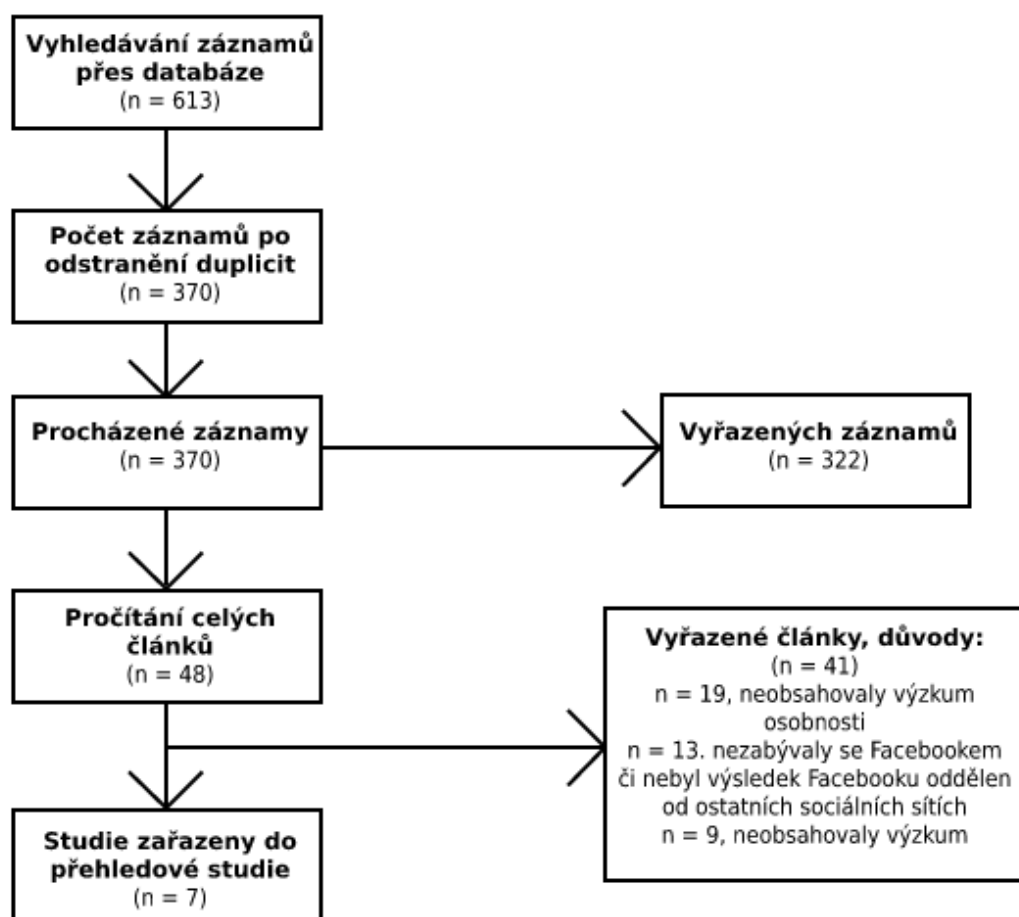 Vyhledávání záznamů
přes databáze
(n = 613)
Počet záznamů po
odstranění duplicit
(n = 370)
Procházené záznamy
(n = 370)
Vyřazených záznamů
(n = 322)
Pročítání celých
článků
(n = 48)
Vyřazené články, důvody:
(n = 41)
n = 19, neobsahovaly výzkum
osobnosti
n = 13. nezabývaly se Facebookem
či nebyl výsledek Facebooku oddělen
od ostatních sociálních sítích
n = 9, neobsahovaly výzkum
Studie zařazeny do
přehledové studie
(n = 7)